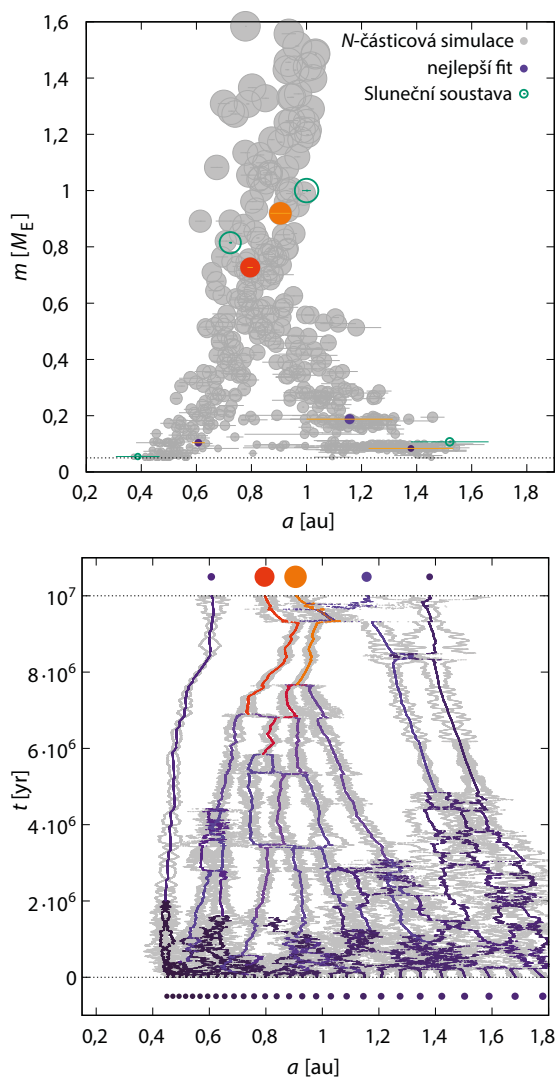 1,6
1,4
1,2
1
0,8
0,6
0,4
0,2
0
m [M_E]
N-částicová simulace
nejlepší fit
Sluneční soustava
0,2 0,4 0,6 0,8 1 1,2 1,4 1,6 1,8
a [au]
10⁷
8·10⁶
6·10⁶
4·10⁶
2·10⁶
0
t [yr]
0,2 0,4 0,6 0,8 1 1,2 1,4 1,6 1,8
a [au]